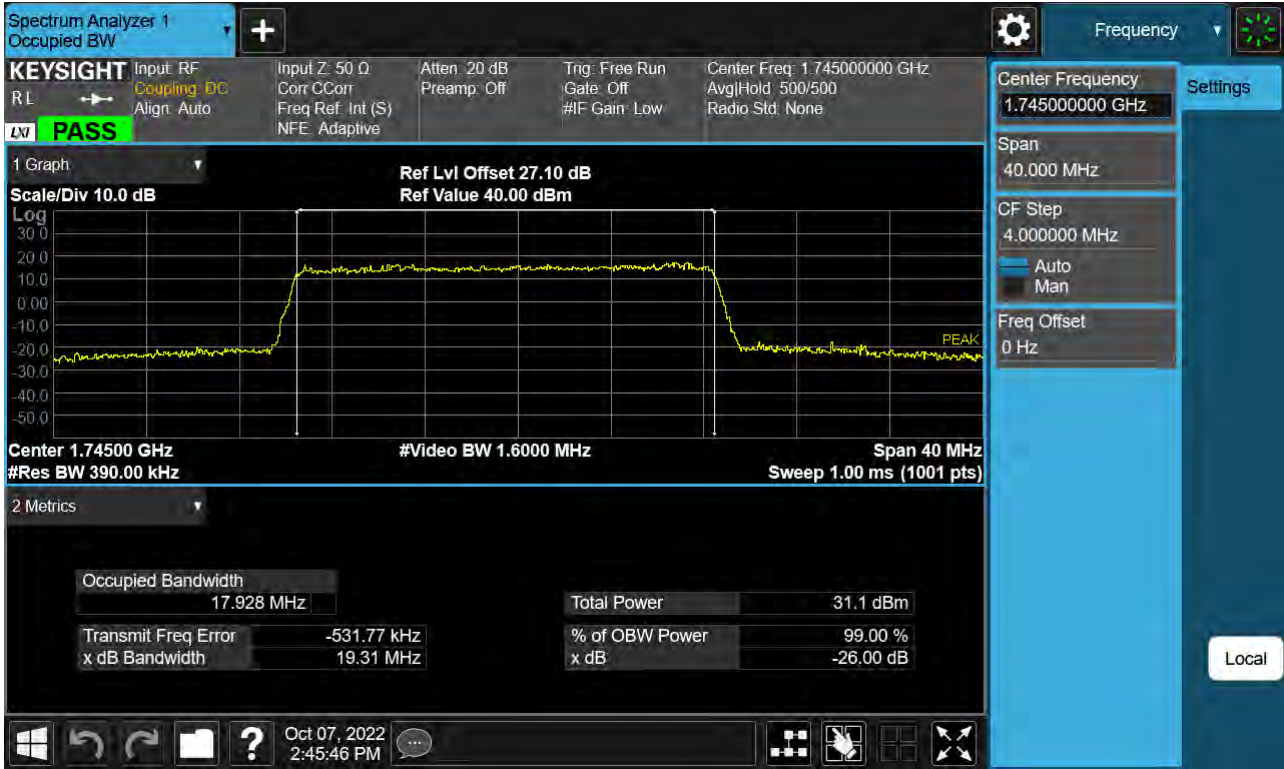 Spectrum Analyzer 1
Occupied BW
Frequency
KEYSIGHT
R L
LXI
PASS
Input: RF
Coupling: DC
Align: Auto
Input Z: 50 Ω
Corr CCorr
Freq Ref: Int (S)
NFE: Adaptive
Atten: 20 dB
Preamp: Off
Trig: Free Run
Gate: Off
#IF Gain: Low
Center Freq: 1.745000000 GHz
Avg|Hold: 500/500
Radio Std: None
Center Frequency
1.745000000 GHz
Settings
Span
40.000 MHz
CF Step
4.000000 MHz
Auto
Man
Freq Offset
0 Hz
Local
1 Graph
Scale/Div 10.0 dB
Ref Lvl Offset 27.10 dB
Ref Value 40.00 dBm
Log
30.0
20.0
10.0
0.00
-10.0
-20.0
-30.0
-40.0
-50.0
PEAK
Center 1.74500 GHz
#Video BW 1.6000 MHz
Span 40 MHz
#Res BW 390.00 kHz
Sweep 1.00 ms (1001 pts)
2 Metrics
Occupied Bandwidth
17.928 MHz
Total Power 31.1 dBm
Transmit Freq Error -531.77 kHz
% of OBW Power 99.00 %
x dB Bandwidth 19.31 MHz
x dB -26.00 dB
?
Oct 07, 2022
2:45:46 PM